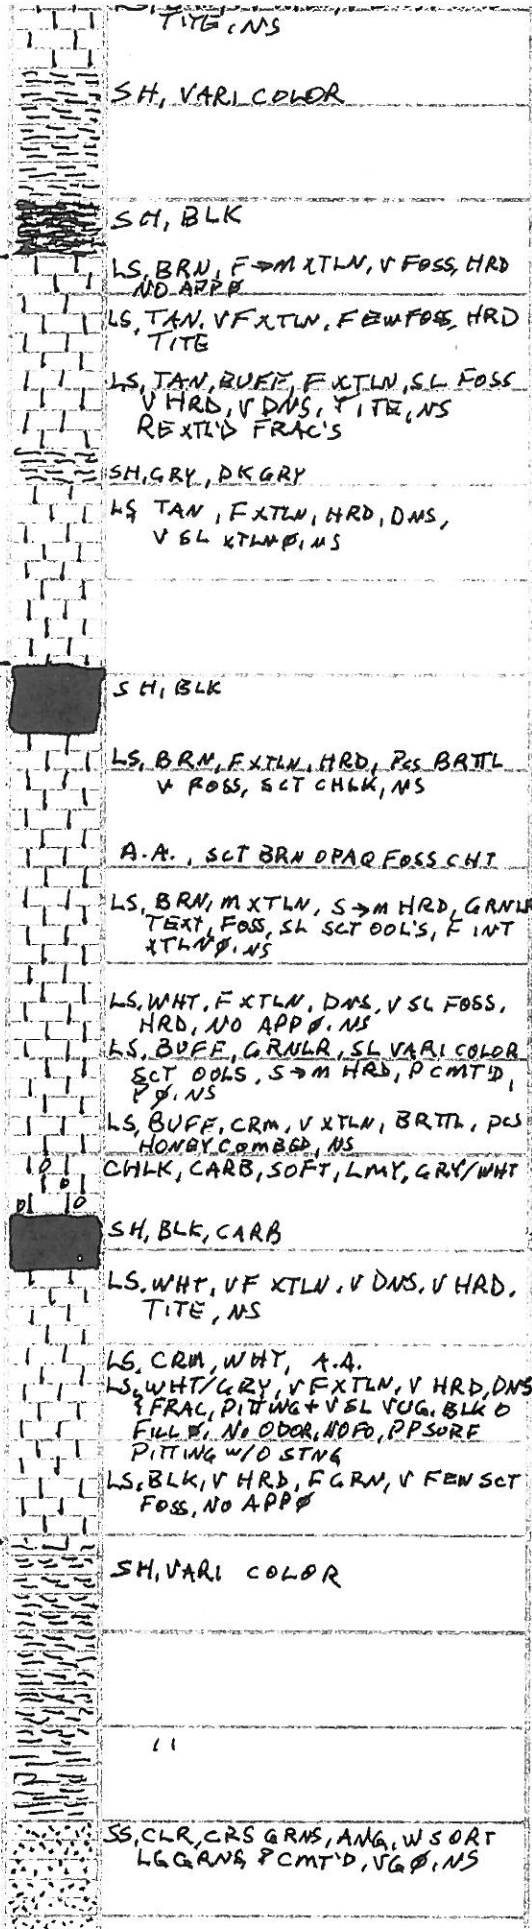 TITE, NS
SH, VARI COLOR
SH, BLK
LS, BRN, F→M XTLN, V FOSS, HRD
NO APP Ø
LS, TAN, VF XTLN, FEW FOSS, HRD
TITE
LS, TAN, BUFF, F XTLN, SL FOSS
V HRD, V DNS, TITE, NS
REXTL'D FRAC'S
SH, GRY, DK GRY
LS TAN, F XTLN, HRD, DNS,
V SL XTLN Ø, NS
SH, BLK
LS, BRN, F XTLN, HRD, PCS BRTTL
V FOSS, SCT CHLK, NS
A.A., SCT BRN OPAQ FOSS CHT
LS, BRN, M XTLN, S→M HRD, GRNLR
TEXT, FOSS, SL SCT OOL'S, F INT
XTLN Ø, NS
LS, WHT, F XTLN, DNS, V SL FOSS,
HRD, NO APP Ø, NS
LS, BUFF, GRNLR, SL VARI COLOR
SCT OOLS, S→M HRD, P CMT'D,
P Ø, NS
LS, BUFF, CRM, V XTLN, BRTTL, PCS
HONEYCOMBED, NS
CHLK, CARB, SOFT, LMY, GRY/WHT
SH, BLK, CARB
LS, WHT, VF XTLN, V DNS, V HRD,
TITE, NS
LS, CRM, WHT, A.A.
LS, WHT/GRY, VF XTLN, V HRD, DNS
FRAC, PITTING + V SL VUG, BLK O
FILL Ø, NO ODOR, NOFO, PP SURF
PITTING W/O STNG
LS, BLK, V HRD, F GRN, V FEW SCT
FOSS, NO APP Ø
SH, VARI COLOR
11
SS, CLR, CRS GRNS, ANG, W SORT
LG GRNS, P CMT'D, VG Ø, NS